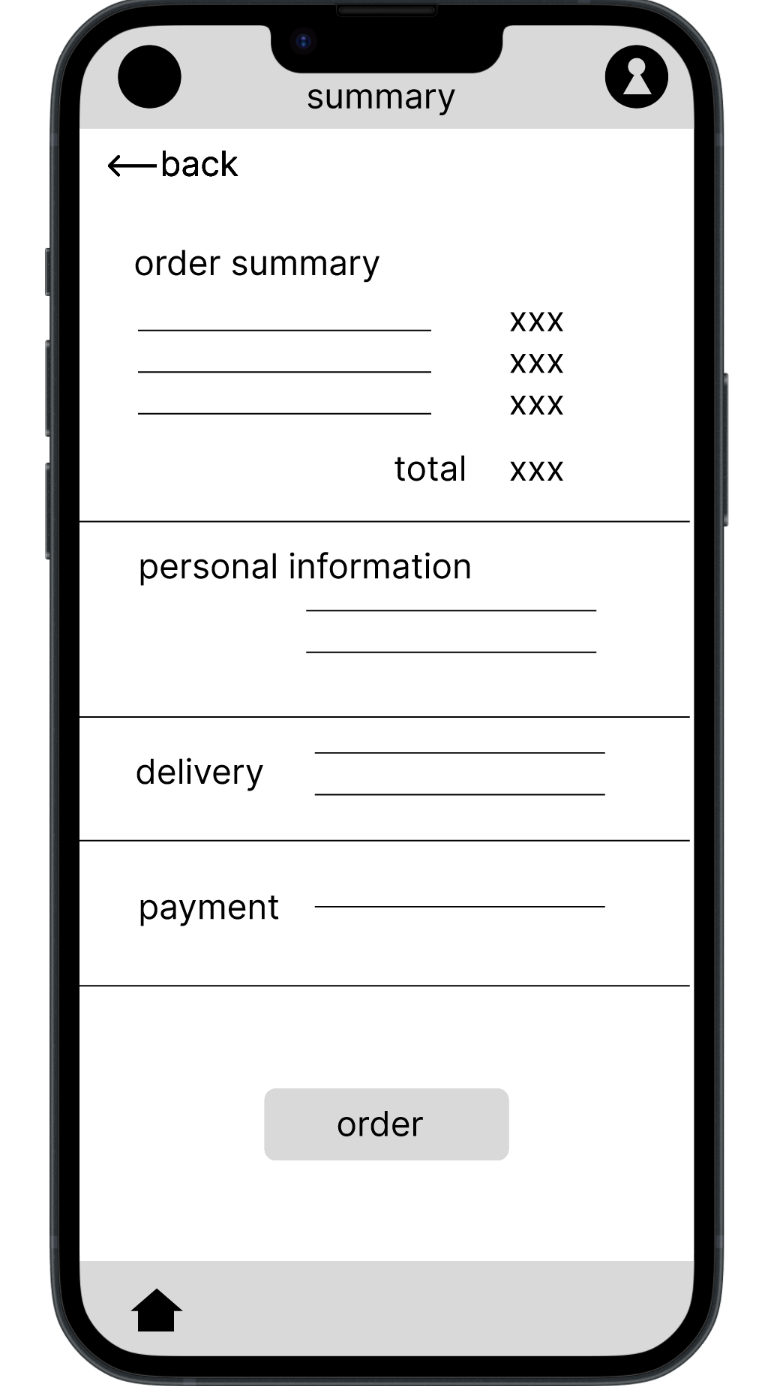 summary
back
order summary
xxx
xxx
xxx
total xxx
personal information
delivery
payment
order